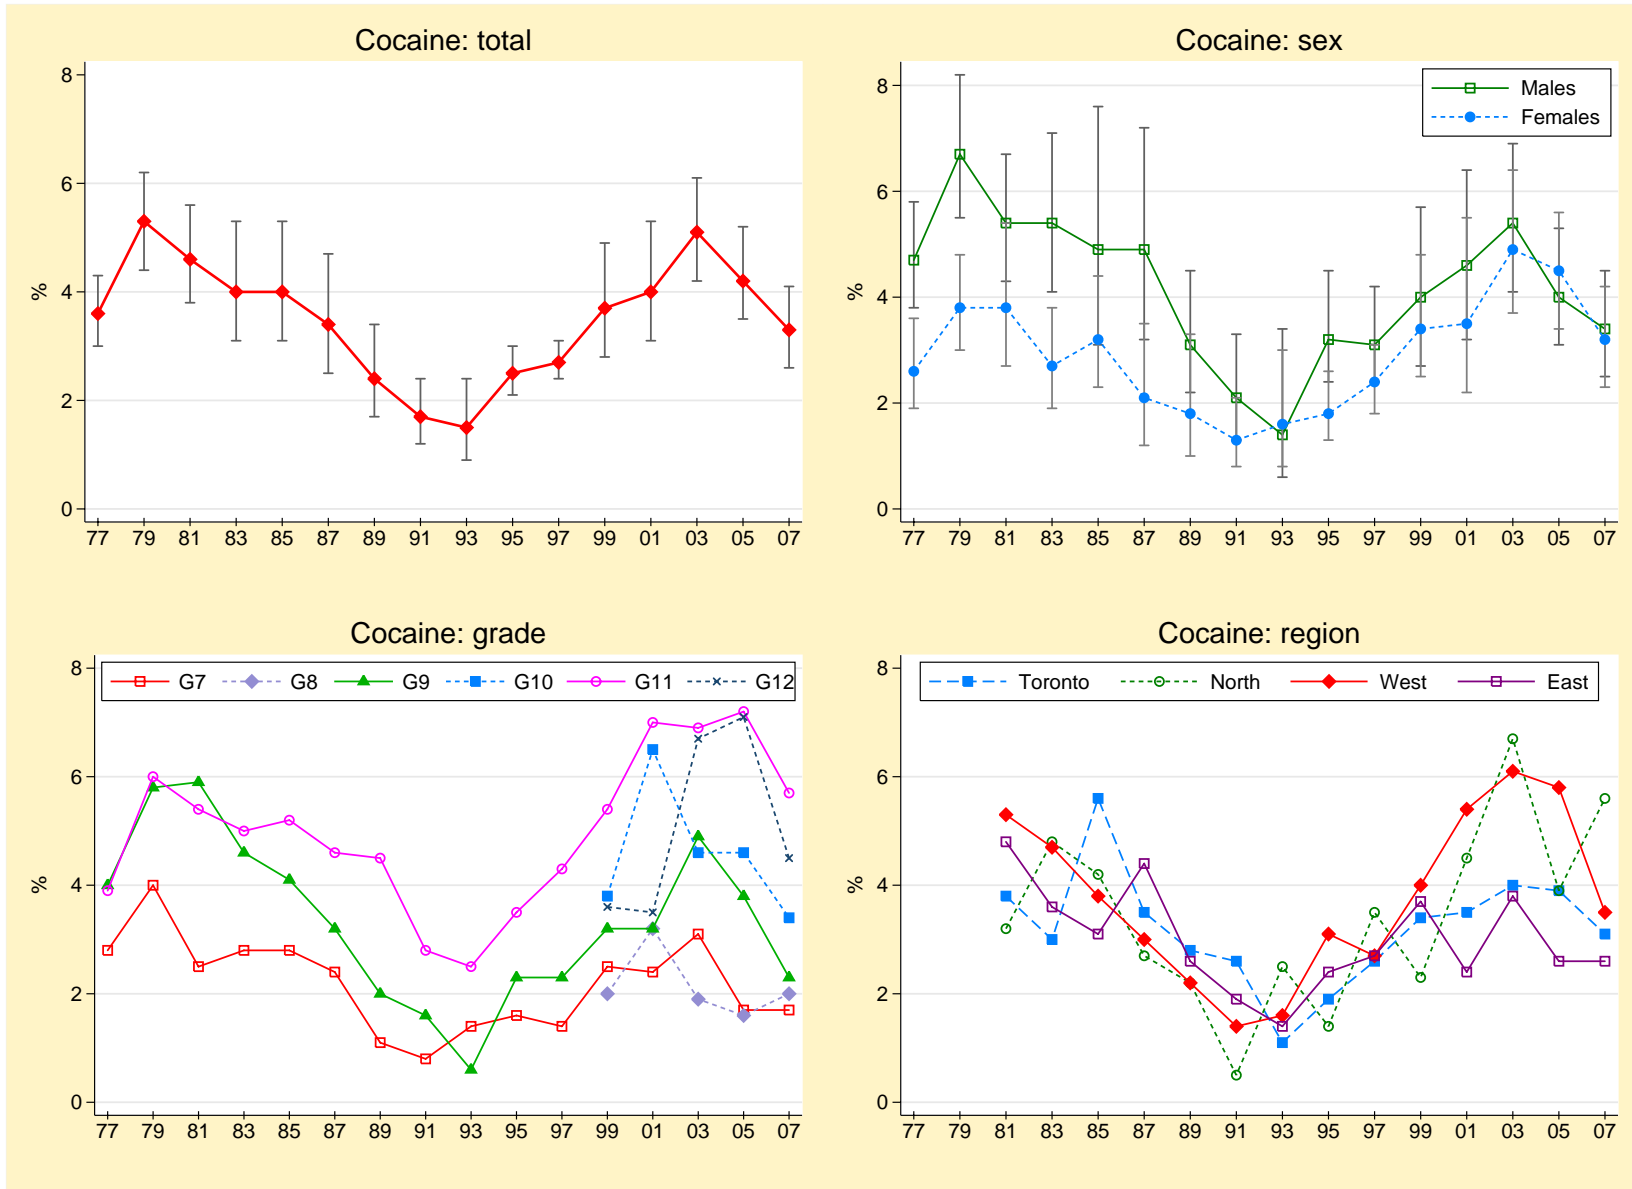 Cocaine: total
8
6
4
2
0
%
77 79 81 83 85 87 89 91 93 95 97 99 01 03 05 07
Cocaine: sex
Males
Females
8
6
4
2
0
%
77 79 81 83 85 87 89 91 93 95 97 99 01 03 05 07
Cocaine: grade
G7 G8 G9 G10 G11 G12
8
6
4
2
0
%
77 79 81 83 85 87 89 91 93 95 97 99 01 03 05 07
Cocaine: region
Toronto North West East
8
6
4
2
0
%
77 79 81 83 85 87 89 91 93 95 97 99 01 03 05 07